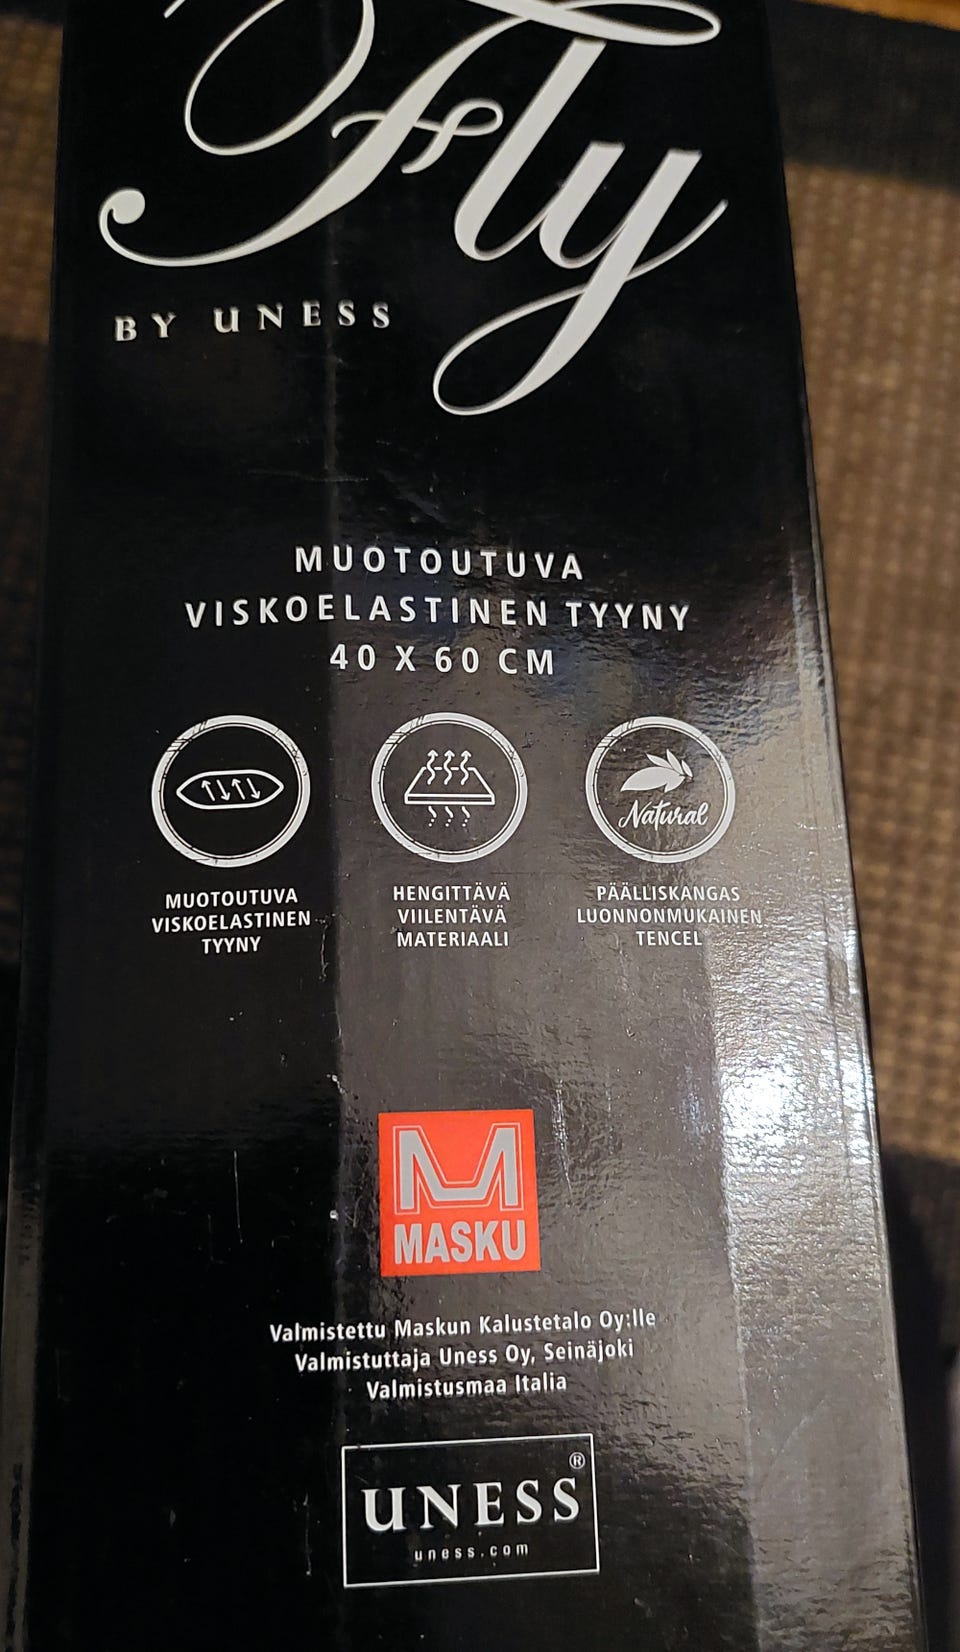 Fly
BY UNESS
MUOTOUTUVA
VISKOELASTINEN TYYNY
40 X 60 CM
Natural
MUOTOUTUVA
VISKOELASTINEN
TYYNY
HENGITTÄVÄ
VIILENTÄVÄ
MATERIAALI
PÄÄLLISKANGAS
LUONNONMUKAINEN
TENCEL
M
MASKU
Valmistettu Maskun Kalustetalo Oy:lle
Valmistuttaja Uness Oy, Seinäjoki
Valmistusmaa Italia
UNESS®
uness.com